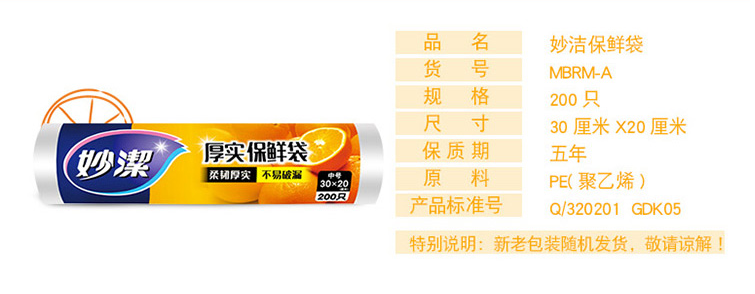 妙潔
厚实保鲜袋
柔韧厚实 不易破漏
中号
30×20
200只
品 名 妙洁保鲜袋
货 号 MBRM-A
规 格 200 只
尺 寸 30 厘米 X20 厘米
保 质 期 五年
原 料 PE( 聚乙烯 )
产品标准号 Q/320201 GDK05
特别说明：新老包装随机发货，敬请谅解！